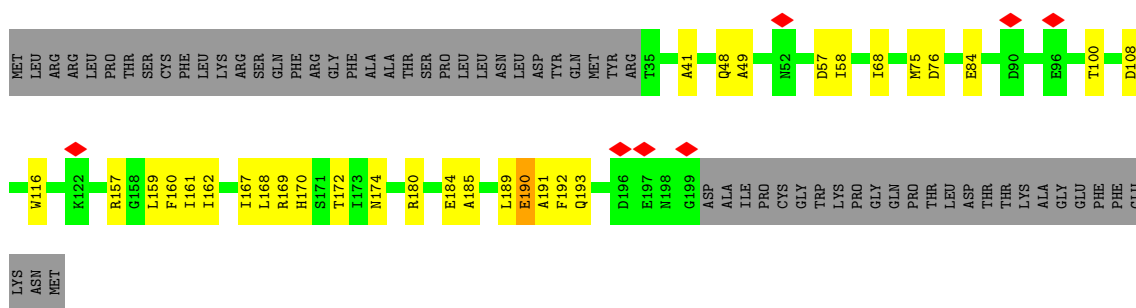 MET LEU ARG ARG LEU PRO THR SER CYS PHE LEU LYS ARG SER GLN PHE ARG GLY PHE ALA ALA THR SER PRO LEU LEU ASN LEU ASP TYR GLN MET TYR ARG T35 A41 Q48 A49 N52 D57 I58 I68 M75 D76 E84 D90 E96 T100 D108
W116 K122 R157 G158 L159 F160 I161 I162 I167 L168 R169 H170 S171 T172 I173 N174 R180 E184 A185 L189 E190 A191 F192 Q193 D196 E197 N198 G199 ASP ALA ILE PRO CYS GLY TRP LYS PRO GLY GLN PRO THR LEU ASP THR THR LYS ALA GLY GLU PHE PHE GLU
LYS ASN MET